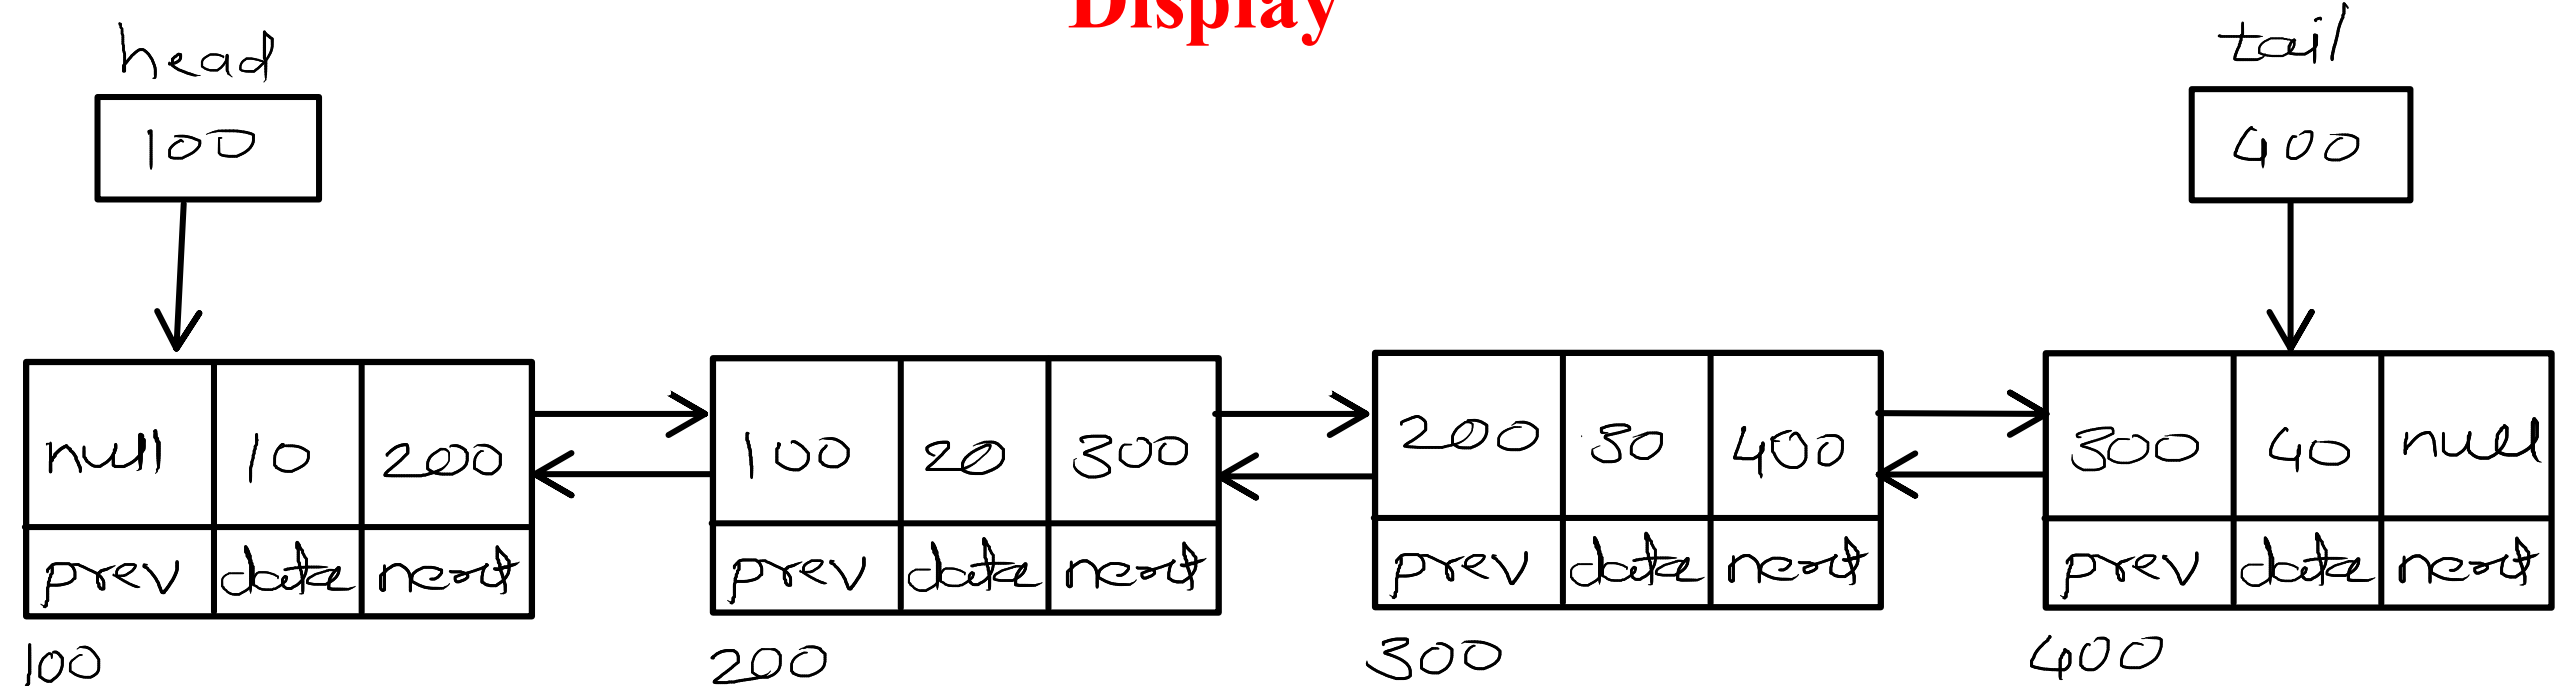 Display
head
tail
100
400
null 10 200
100 20 300
200 30 400
300 40 null
prev data next
prev data next
prev data next
prev data next
100
200
300
400